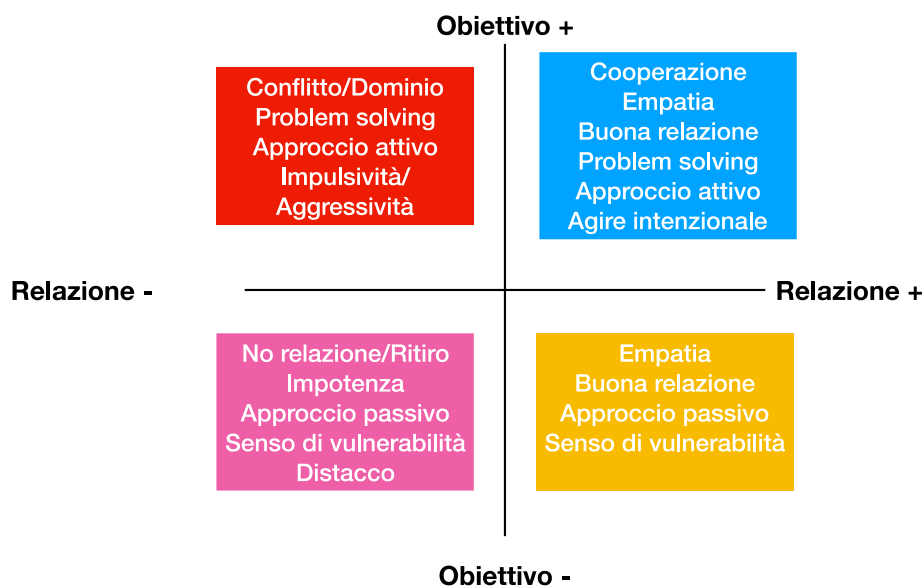 Obiettivo +
Conflitto/Dominio
Problem solving
Approccio attivo
Impulsività/
Aggressività
Cooperazione
Empatia
Buona relazione
Problem solving
Approccio attivo
Agire intenzionale
Relazione -
Relazione +
No relazione/Ritiro
Impotenza
Approccio passivo
Senso di vulnerabilità
Distacco
Empatia
Buona relazione
Approccio passivo
Senso di vulnerabilità
Obiettivo -